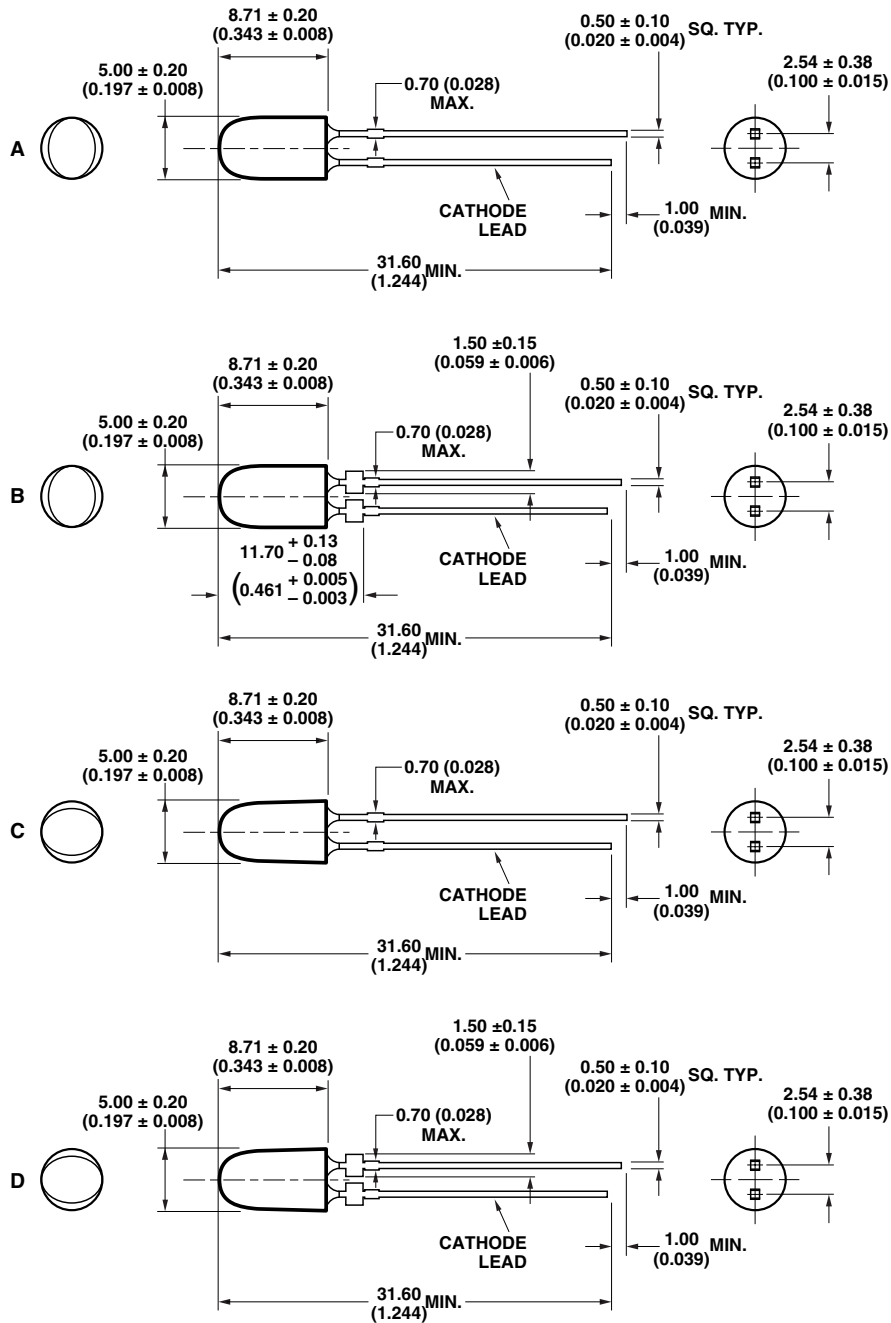 8.71 ± 0.20
(0.343 ± 0.008)
0.50 ± 0.10
(0.020 ± 0.004) SQ. TYP.
5.00 ± 0.20
(0.197 ± 0.008)
0.70 (0.028)
MAX.
2.54 ± 0.38
(0.100 ± 0.015)
A
CATHODE
LEAD
1.00 MIN.
(0.039)
31.60 MIN.
(1.244)
8.71 ± 0.20
(0.343 ± 0.008)
1.50 ±0.15
(0.059 ± 0.006)
0.50 ± 0.10
(0.020 ± 0.004) SQ. TYP.
5.00 ± 0.20
(0.197 ± 0.008)
0.70 (0.028)
MAX.
2.54 ± 0.38
(0.100 ± 0.015)
B
11.70 + 0.13
− 0.08
(0.461 + 0.005
− 0.003)
CATHODE
LEAD
1.00 MIN.
(0.039)
31.60 MIN.
(1.244)
8.71 ± 0.20
(0.343 ± 0.008)
0.50 ± 0.10
(0.020 ± 0.004) SQ. TYP.
5.00 ± 0.20
(0.197 ± 0.008)
0.70 (0.028)
MAX.
2.54 ± 0.38
(0.100 ± 0.015)
C
CATHODE
LEAD
1.00 MIN.
(0.039)
31.60 MIN.
(1.244)
8.71 ± 0.20
(0.343 ± 0.008)
1.50 ±0.15
(0.059 ± 0.006)
0.50 ± 0.10
(0.020 ± 0.004) SQ. TYP.
5.00 ± 0.20
(0.197 ± 0.008)
0.70 (0.028)
MAX.
2.54 ± 0.38
(0.100 ± 0.015)
D
CATHODE
LEAD
1.00 MIN.
(0.039)
31.60 MIN.
(1.244)